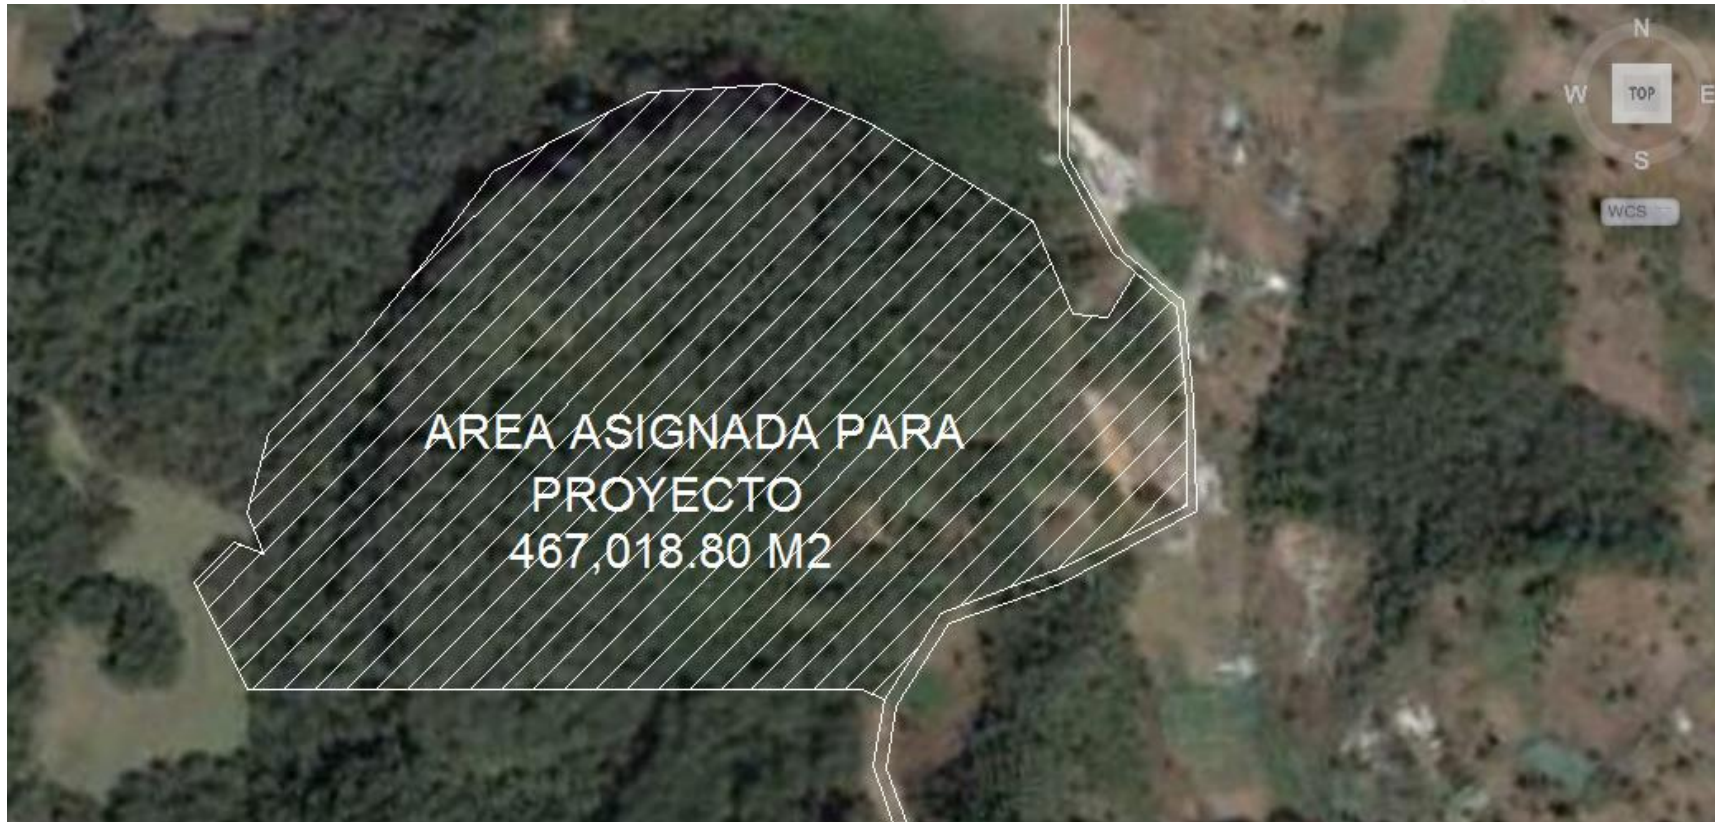 N
W
TOP
E
S
WCS
AREA ASIGNADA PARA
PROYECTO
467,018.80 M2